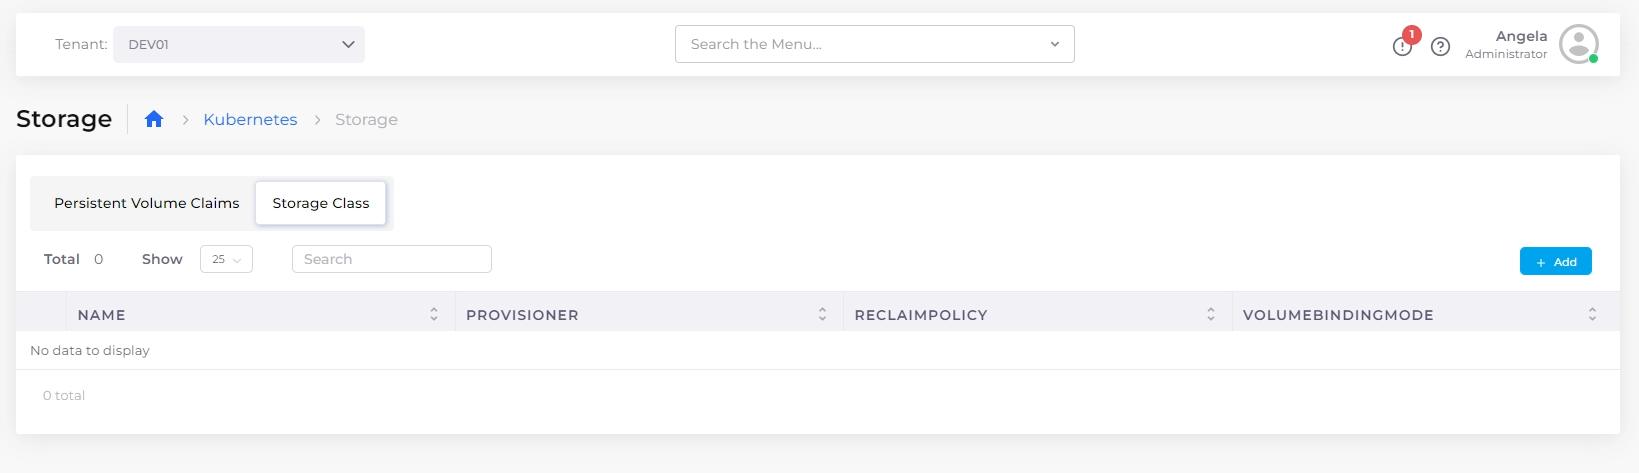 Tenant: DEV01 Search the Menu... 1 Angela
Administrator
Storage Kubernetes Storage
Persistent Volume Claims Storage Class
Total 0 Show 25 Search + Add
NAME PROVISIONER RECLAIMPOLICY VOLUMEBINDINGMODE
No data to display
0 total